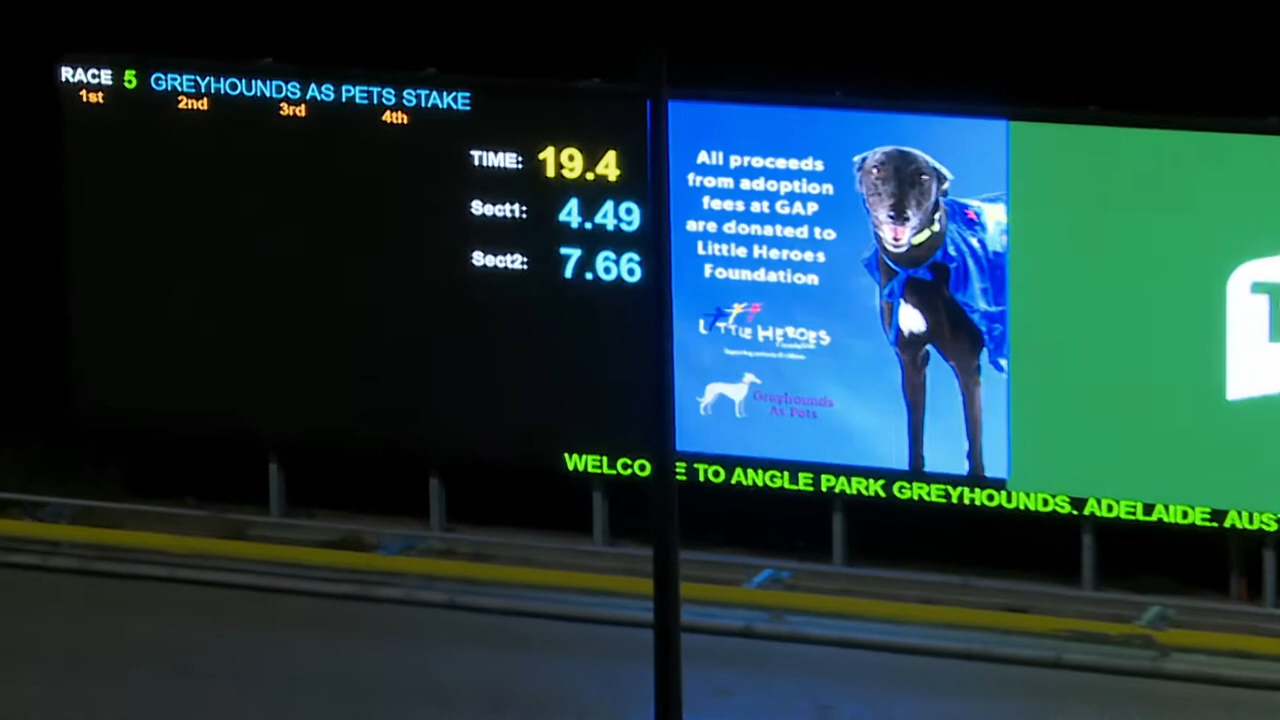 RACE 5 GREYHOUNDS AS PETS STAKE
1st 2nd 3rd 4th
TIME: 19.4
Sect1: 4.49
Sect2: 7.66
All proceeds
from adoption
fees at GAP
are donated to
Little Heroes
Foundation
LITTLE HEROES
Foundation
Greyhounds
As Pets
WELCO E TO ANGLE PARK GREYHOUNDS. ADELAIDE. AUS